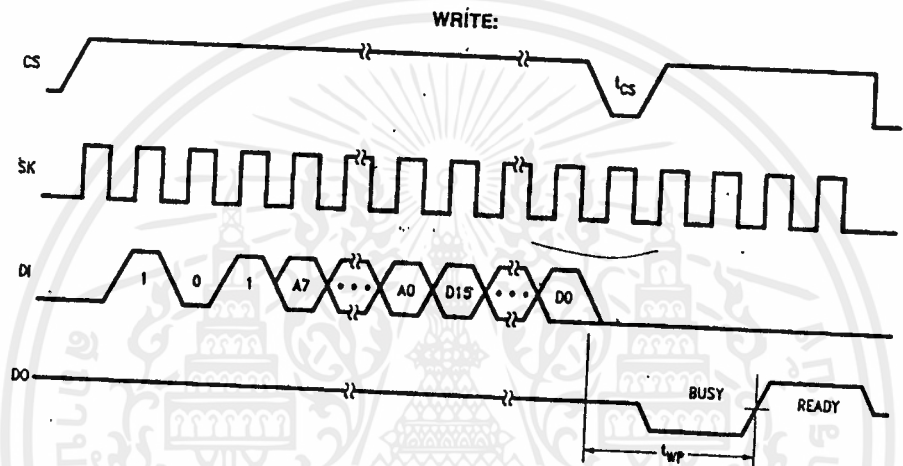 WRITE:
CS
tCS
SK
DI 1 0 1 A7 • • • A0 D15 • • • D0
DO
BUSY
READY
tWP